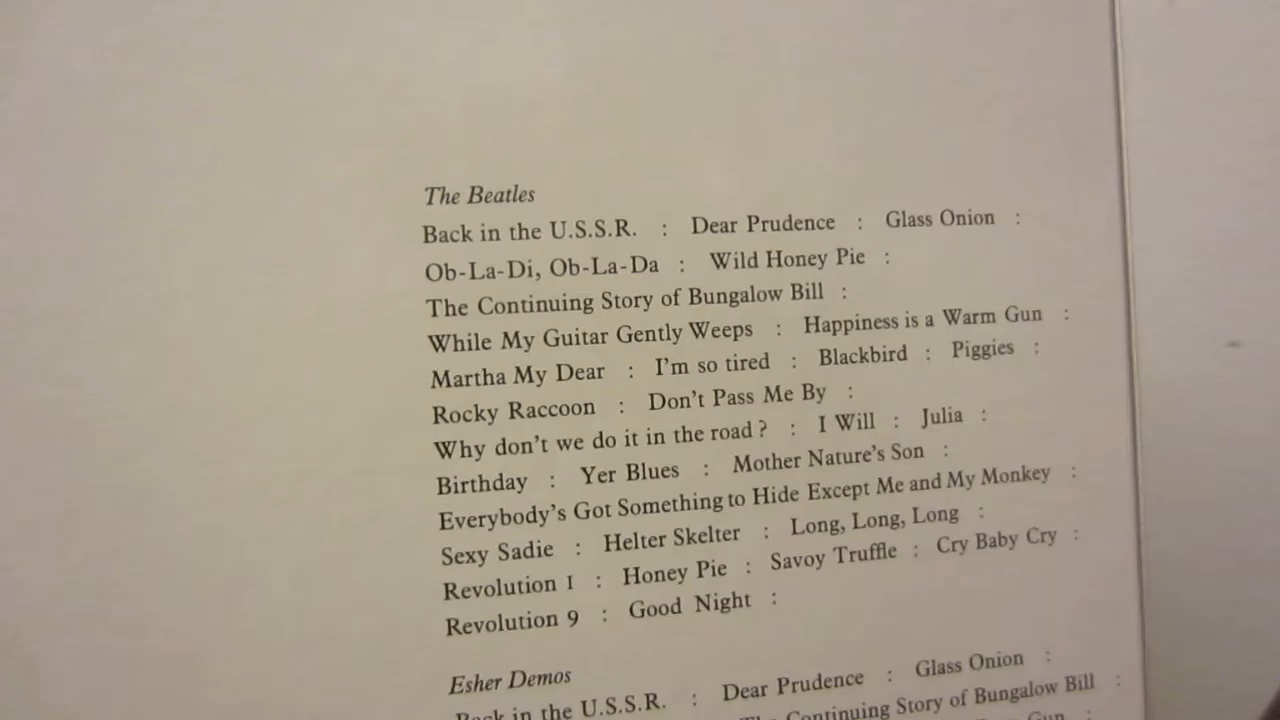 The Beatles
Back in the U.S.S.R. : Dear Prudence : Glass Onion :
Ob-La-Di, Ob-La-Da : Wild Honey Pie :
The Continuing Story of Bungalow Bill :
While My Guitar Gently Weeps : Happiness is a Warm Gun :
Martha My Dear : I'm so tired : Blackbird : Piggies :
Rocky Raccoon : Don't Pass Me By :
Why don't we do it in the road? : I Will : Julia :
Birthday : Yer Blues : Mother Nature's Son :
Everybody's Got Something to Hide Except Me and My Monkey :
Sexy Sadie : Helter Skelter : Long, Long, Long :
Revolution 1 : Honey Pie : Savoy Truffle : Cry Baby Cry :
Revolution 9 : Good Night :
Esher Demos
Back in the U.S.S.R. : Dear Prudence : Glass Onion :
The Continuing Story of Bungalow Bill :
Gun :